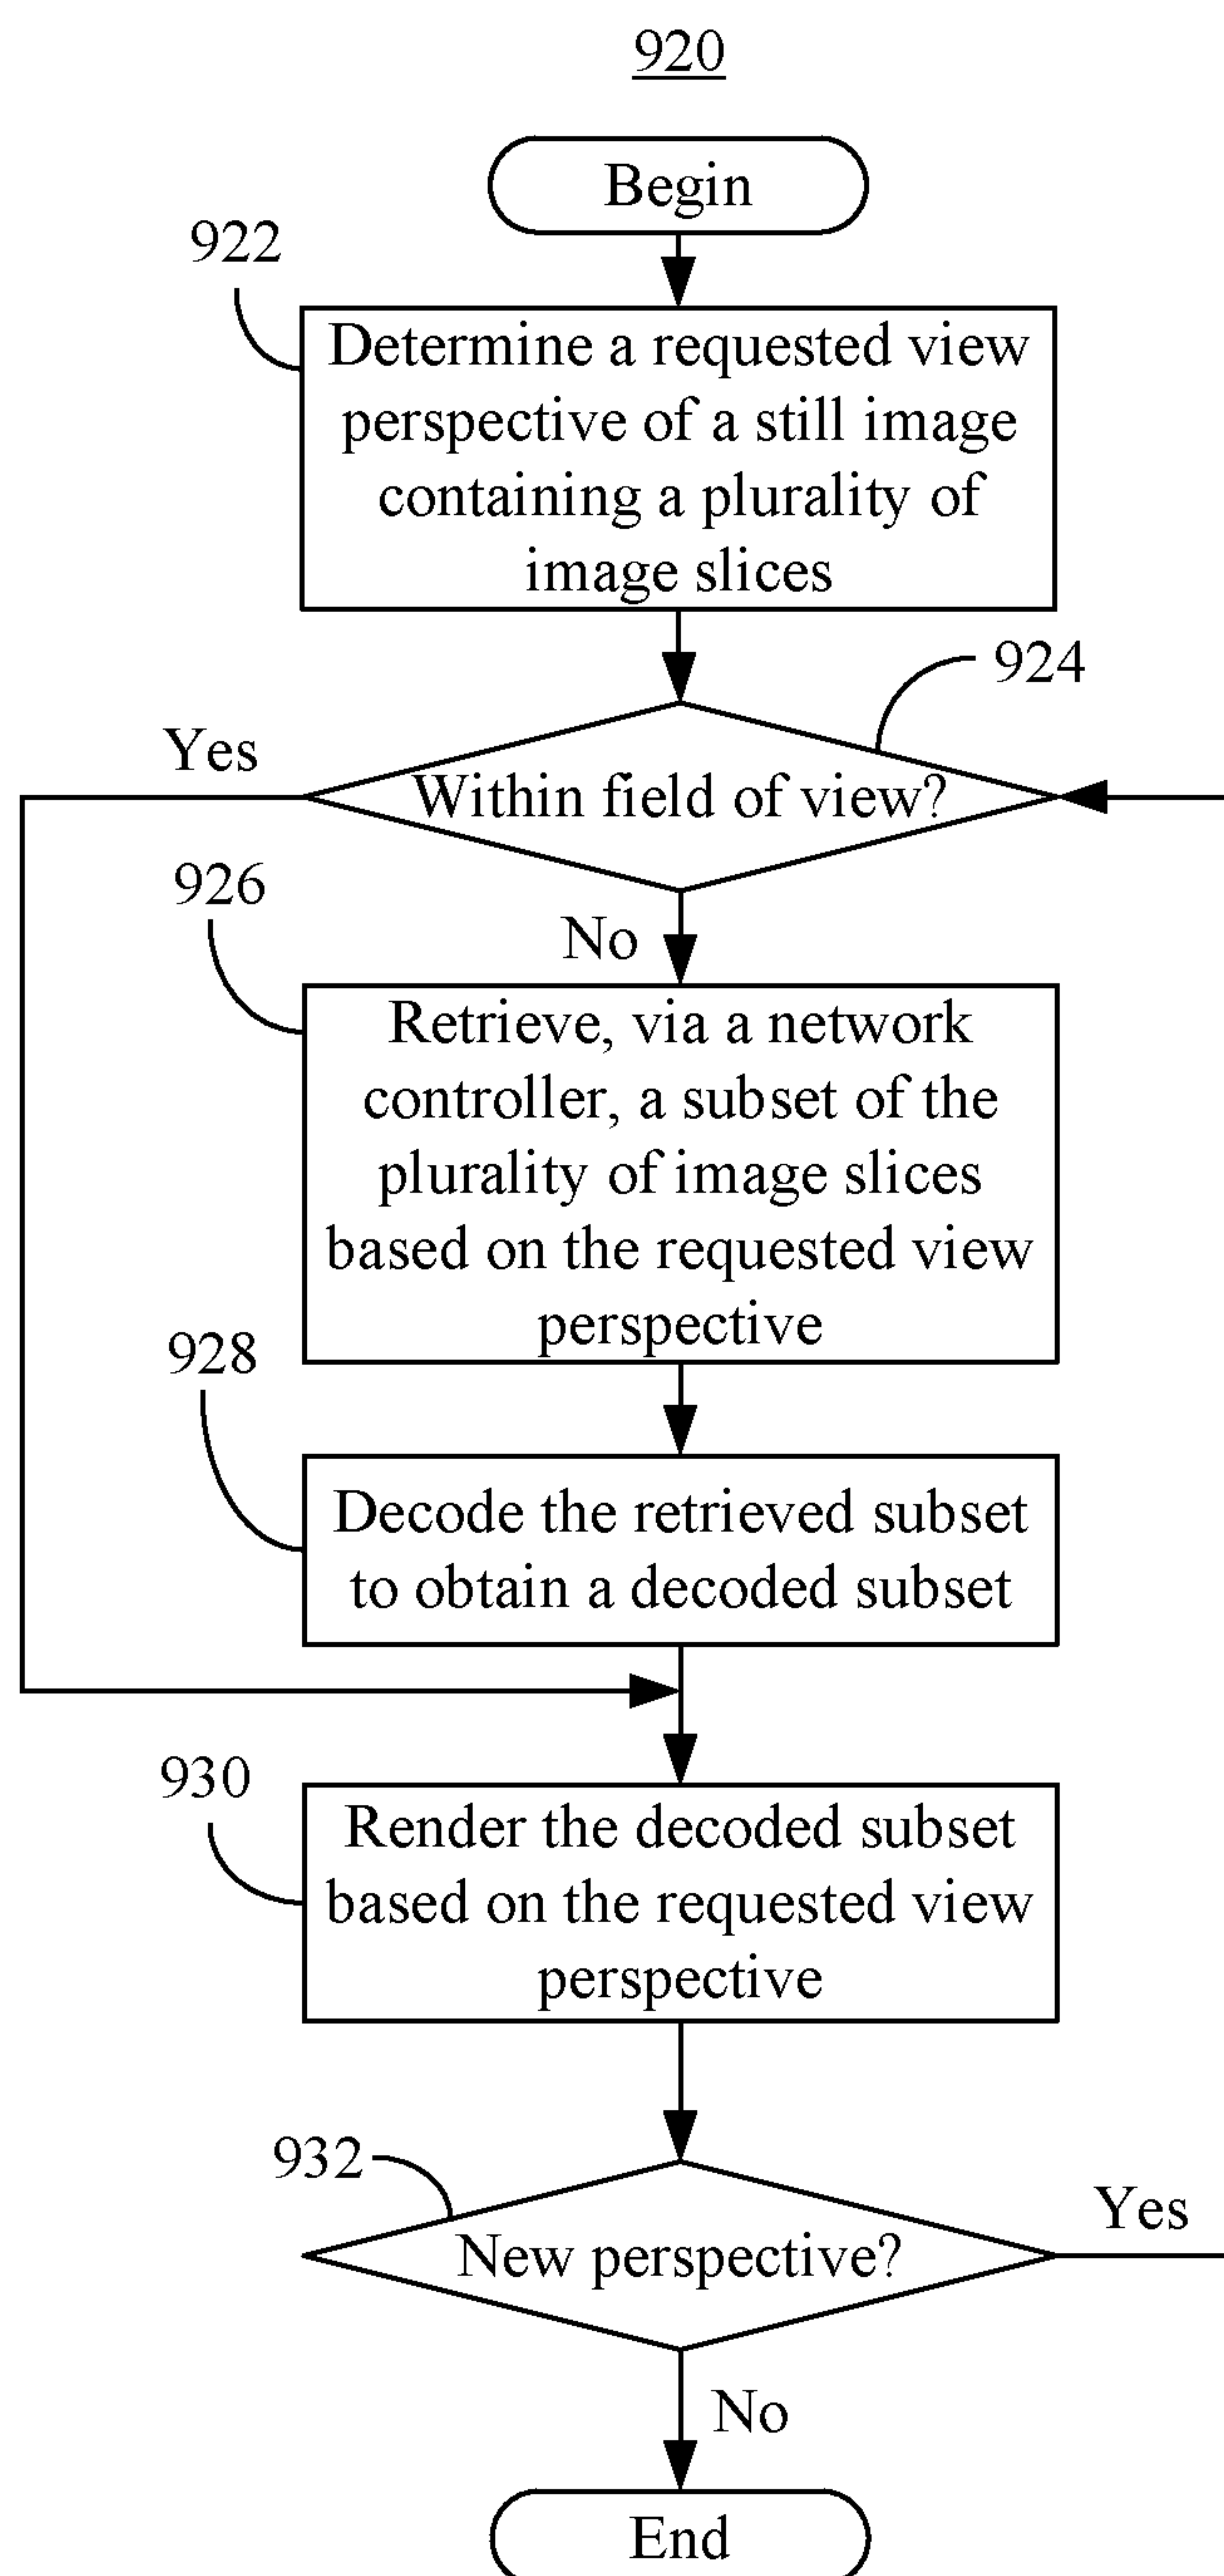 920
Begin
922
Determine a requested view
perspective of a still image
containing a plurality of
image slices
924
Yes
Within field of view?
926
No
Retrieve, via a network
controller, a subset of the
plurality of image slices
based on the requested view
perspective
928
Decode the retrieved subset
to obtain a decoded subset
930
Render the decoded subset
based on the requested view
perspective
932
Yes
New perspective?
No
End